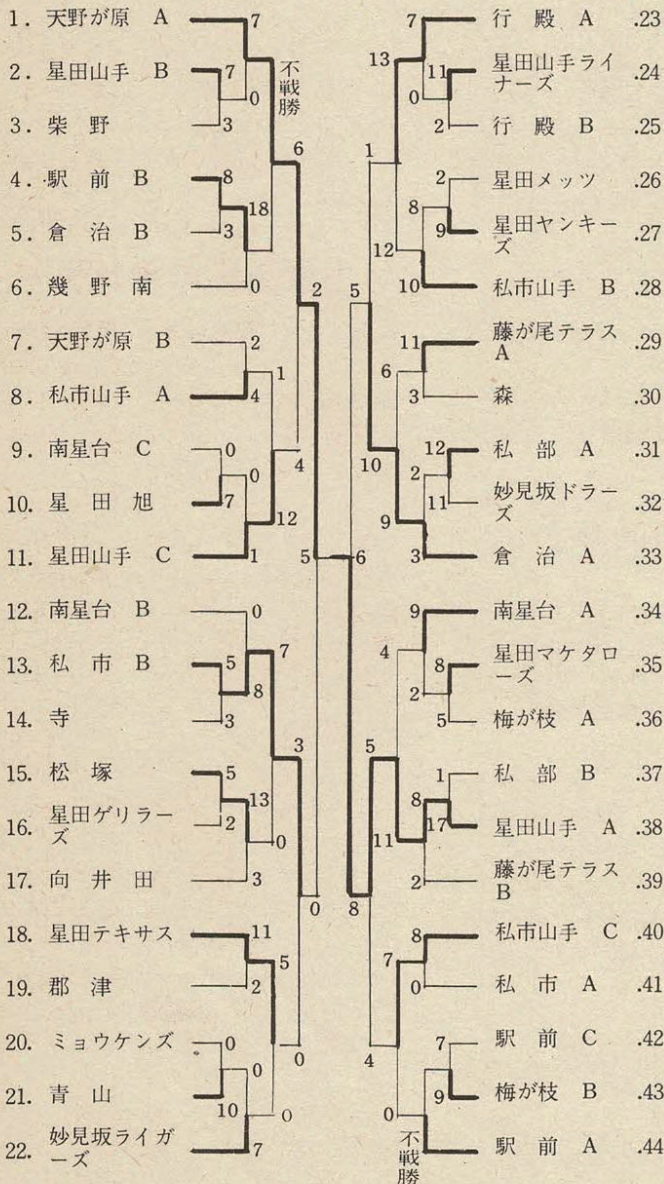 1. 天野が原 A
7
2. 星田山手 B
7
0
不戦勝
3. 柴野
3
6
4. 駅前 B
8
18
5. 倉治 B
3
6. 幾野南
0
2
7. 天野が原 B
2
1
8. 私市山手 A
4
9. 南星台 C
0
0
4
10. 星田旭
7
12
11. 星田山手 C
1
5
12. 南星台 B
0
7
13. 私市 B
5
8
14. 寺
3
3
15. 松塚
5
13
16. 星田ゲリラーズ
2
0
17. 向井田
3
0
18. 星田テキサス
11
5
19. 郡津
2
0
20. ミョウケンズ
0
0
21. 青山
10
0
22. 妙見坂ライガーズ
7
7
行殿 A .23
13
11
星田山手ライナーズ .24
0
2
行殿 B .25
1
2
星田メッツ .26
8
9
星田ヤンキーズ .27
12
10
私市山手 B .28
5
11
藤が尾テラス A .29
6
3
森 .30
12
私部 A .31
10
2
11
妙見坂ドラーズ .32
9
3
倉治 A .33
6
9
南星台 A .34
4
8
星田マケタローズ .35
2
5
梅が枝 A .36
5
1
私部 B .37
8
17
星田山手 A .38
11
2
藤が尾テラス B .39
8
8
私市山手 C .40
7
0
私市 A .41
4
7
駅前 C .42
9
梅が枝 B .43
0
不戦勝
駅前 A .44